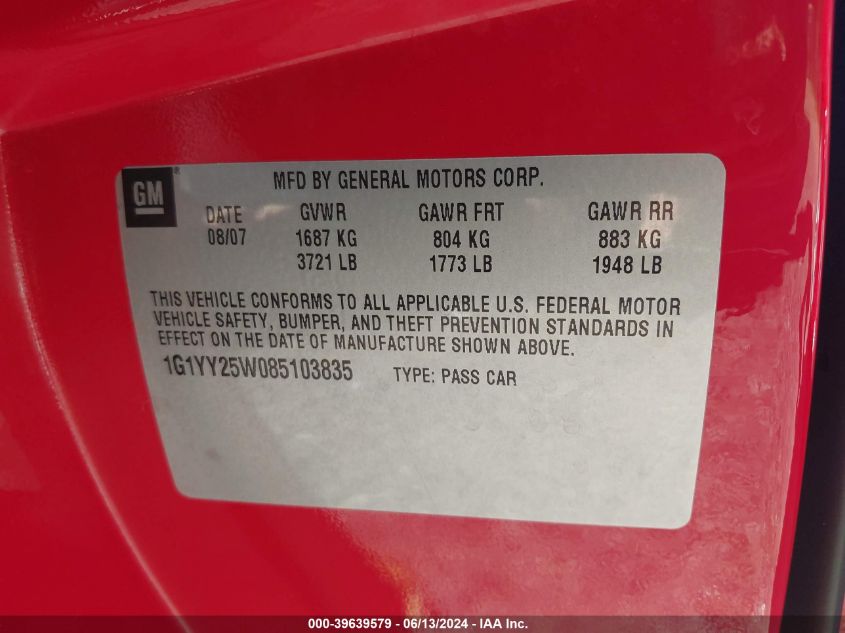 GM®
MFD BY GENERAL MOTORS CORP.
DATE GVWR GAWR FRT GAWR RR
08/07 1687 KG 804 KG 883 KG
3721 LB 1773 LB 1948 LB
THIS VEHICLE CONFORMS TO ALL APPLICABLE U.S. FEDERAL MOTOR
VEHICLE SAFETY, BUMPER, AND THEFT PREVENTION STANDARDS IN
EFFECT ON THE DATE OF MANUFACTURE SHOWN ABOVE.
1G1YY25W085103835 TYPE: PASS CAR
000-39639579 - 06/13/2024 - IAA Inc.